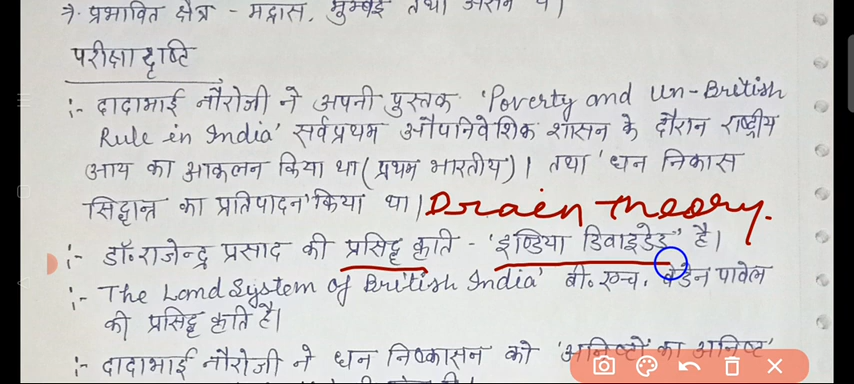 → प्रभावित क्षेत्र - मद्रास, मुम्बई तथा असम थे।
परीक्षा दृष्टि
:- दादाभाई नौरोजी ने अपनी पुस्तक 'Poverty and Un-British
Rule in India' सर्वप्रथम औपनिवेशिक शासन के दौरान राष्ट्रीय
आय का आकलन किया था (प्रथम भारतीय)। तथा 'धन निकास
सिद्धान्त का प्रतिपादन' किया था। Drain theory.
:- डॉ॰ राजेन्द्र प्रसाद की प्रसिद्ध कृति - 'इण्डिया डिवाइडेड' है।
:- The Land System of British India' बी॰ एच॰ बेडेन पावेल
की प्रसिद्ध कृति है।
:- दादाभाई नौरोजी ने धन निष्कासन को 'अनिष्टों का अनिष्ट'